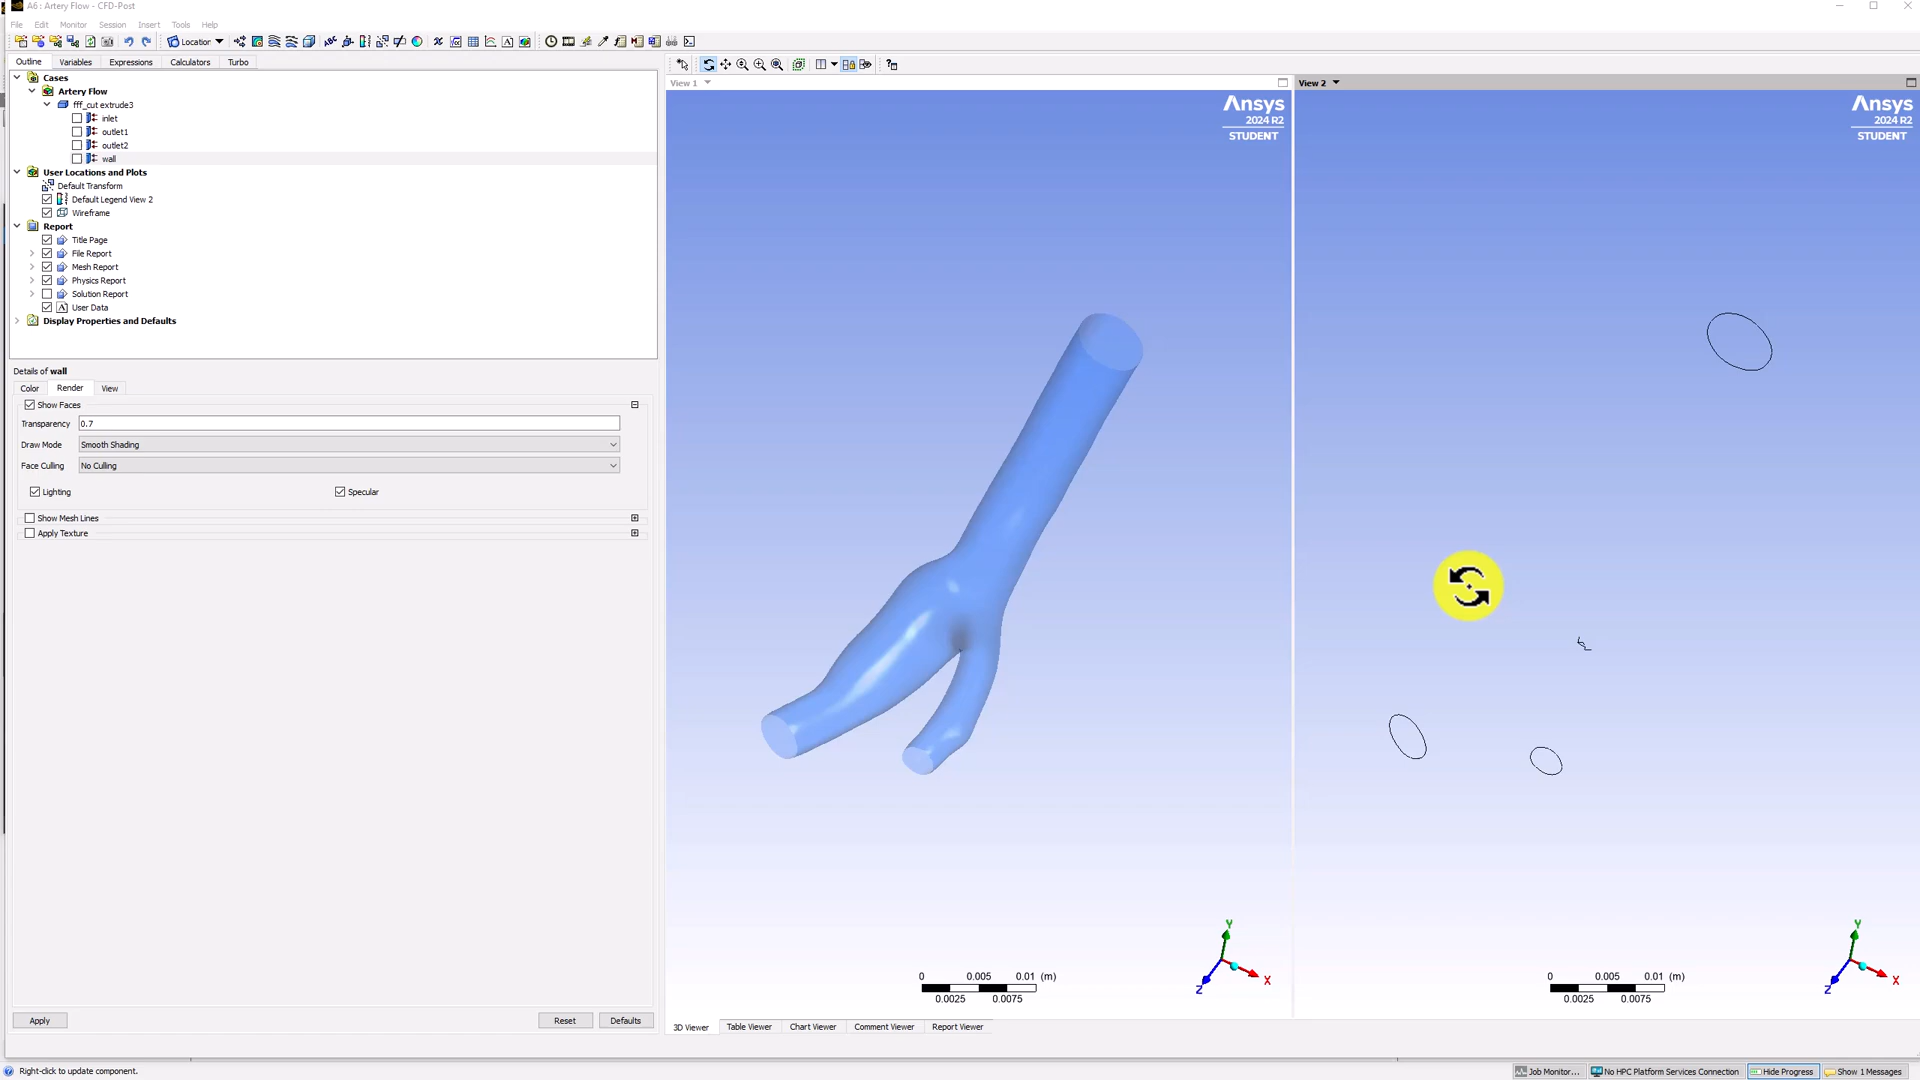 A6 : Artery Flow - CFD-Post
File Edit Monitor Session Insert Tools Help
Location
Outline Variables Expressions Calculators Turbo
Cases
Artery Flow
fff_cut extrude3
inlet
outlet1
outlet2
wall
User Locations and Plots
Default Transform
Default Legend View 2
Wireframe
Report
Title Page
File Report
Mesh Report
Physics Report
Solution Report
User Data
Display Properties and Defaults
Details of wall
Color Render View
Show Faces
Transparency 0.7
Draw Mode Smooth Shading
Face Culling No Culling
Lighting Specular
Show Mesh Lines
Apply Texture
Apply Reset Defaults
View 1
Ansys
2024 R2
STUDENT
0 0.005 0.01 (m)
0.0025 0.0075
Y
X
Z
View 2
Ansys
2024 R2
STUDENT
0 0.005 0.01 (m)
0.0025 0.0075
Y
X
Z
3D Viewer Table Viewer Chart Viewer Comment Viewer Report Viewer
Right-click to update component.
Job Monitor... No HPC Platform Services Connection Hide Progress Show 1 Messages